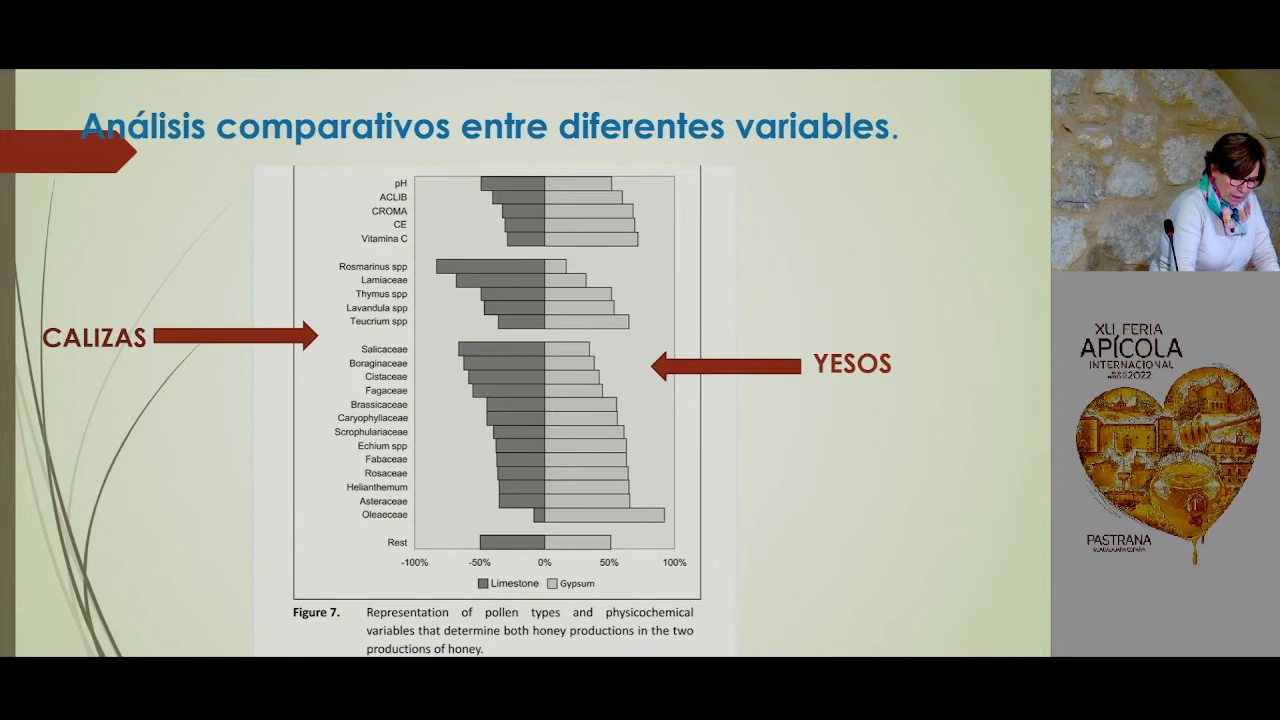 Análisis comparativos entre diferentes variables.
pH
ACLIB
CROMA
CE
Vitamina C
Rosmarinus spp
Lamiaceae
Thymus spp
Lavandula spp
Teucrium spp
Salicaceae
Boraginaceae
Cistaceae
Fagaceae
Brassicaceae
Caryophyllaceae
Scrophulariaceae
Echium spp
Fabaceae
Rosaceae
Helianthemum
Asteraceae
Oleaeceae
Rest
-100% -50% 0% 50% 100%
Limestone Gypsum
CALIZAS
YESOS
Figure 7. Representation of pollen types and physicochemical
variables that determine both honey productions in the two
productions of honey.
XLI FERIA
APÍCOLA
INTERNACIONAL
2022
PASTRANA